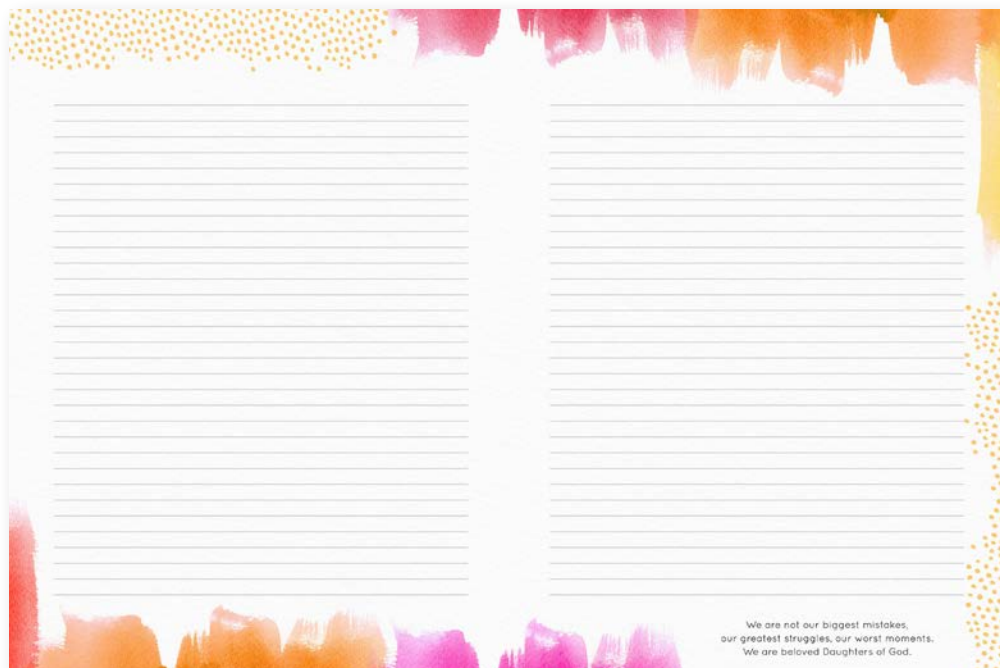 We are not our biggest mistakes,
our greatest struggles, our worst moments.
We are beloved Daughters of God.